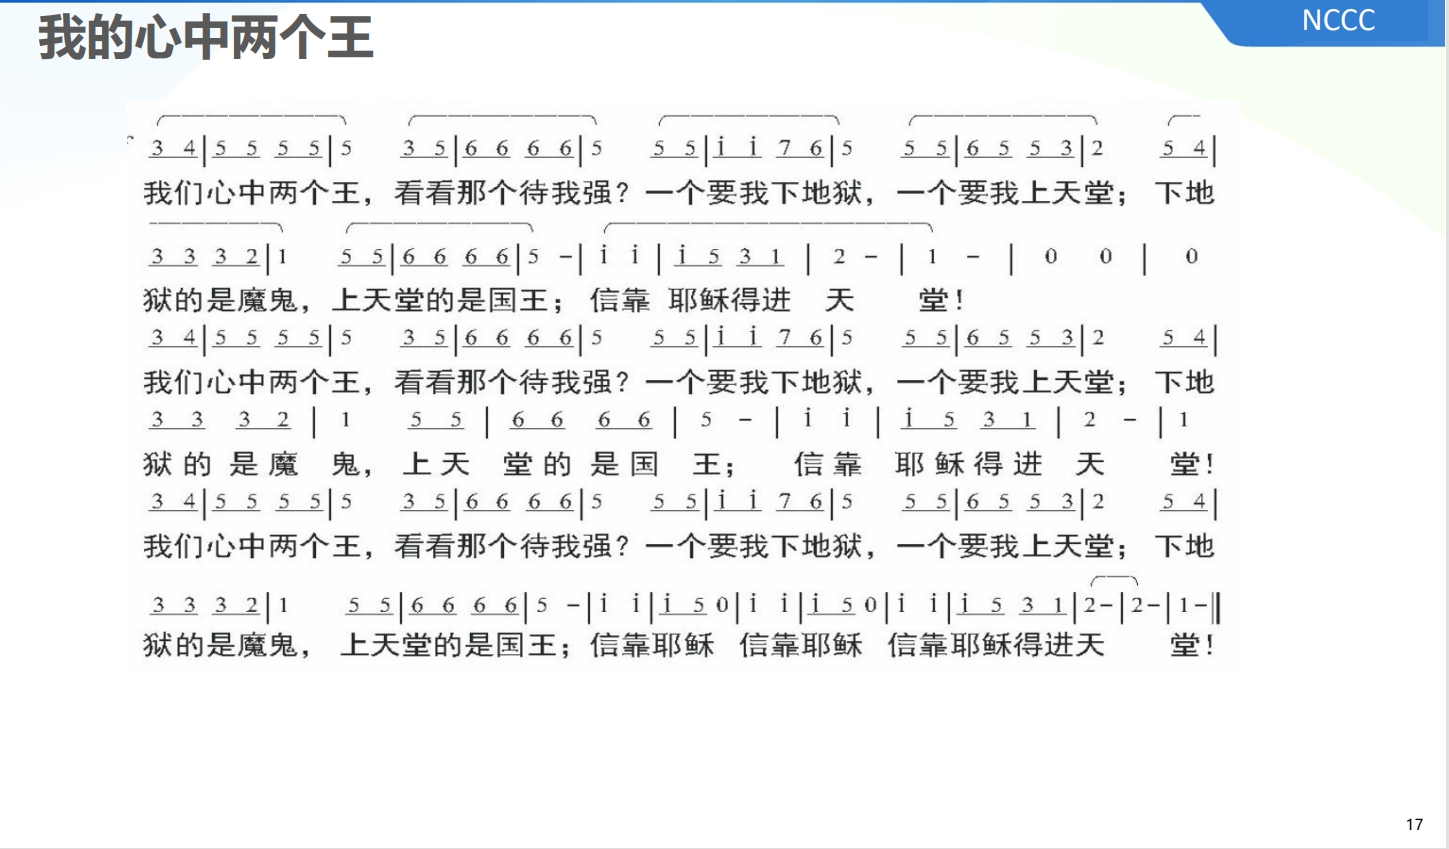 我的心中两个王
NCCC
3 4|5 5 5 5|5 3 5|6 6 6 6|5 5 5|i i 7 6|5 5 5|6 5 5 3|2 5 4|
我们心中两个王，看看那个待我强？一个要我下地狱，一个要我上天堂；下地
3 3 3 2|1 5 5|6 6 6 6|5 －|i i|i 5 3 1|2 －|1 －|0 0|0
狱的是魔鬼，上天堂的是国王；信靠 耶稣得进 天 堂！
3 4|5 5 5 5|5 3 5|6 6 6 6|5 5 5|i i 7 6|5 5 5|6 5 5 3|2 5 4|
我们心中两个王，看看那个待我强？一个要我下地狱，一个要我上天堂；下地
3 3 3 2|1 5 5|6 6 6 6|5 －|i i|i 5 3 1|2 －|1
狱的是魔 鬼，上天 堂的是国 王； 信靠 耶稣得进 天 堂！
3 4|5 5 5 5|5 3 5|6 6 6 6|5 5 5|i i 7 6|5 5 5|6 5 5 3|2 5 4|
我们心中两个王，看看那个待我强？一个要我下地狱，一个要我上天堂；下地
3 3 3 2|1 5 5|6 6 6 6|5 －|i i|i 5 0|i i|i 5 0|i i|i 5 3 1|2－|2－|1－‖
狱的是魔鬼， 上天堂的是国王；信靠耶稣 信靠耶稣 信靠耶稣得进天 堂！
17